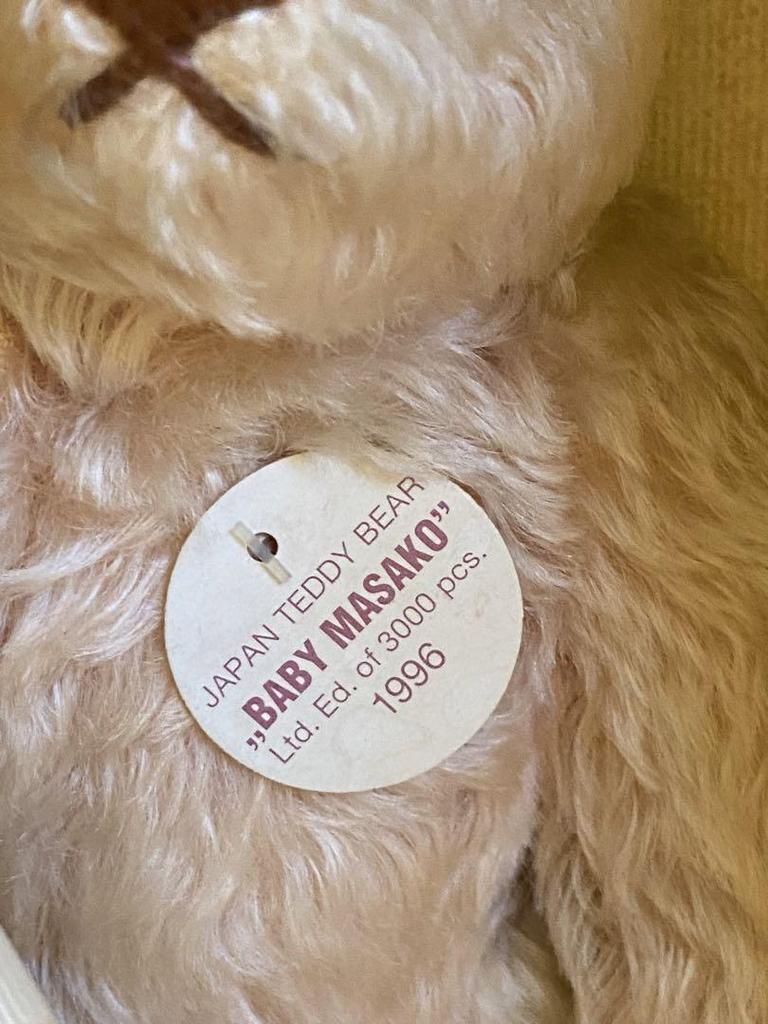 JAPAN TEDDY BEAR
„BABY MASAKO”
Ltd. Ed. of 3000 pcs.
1996